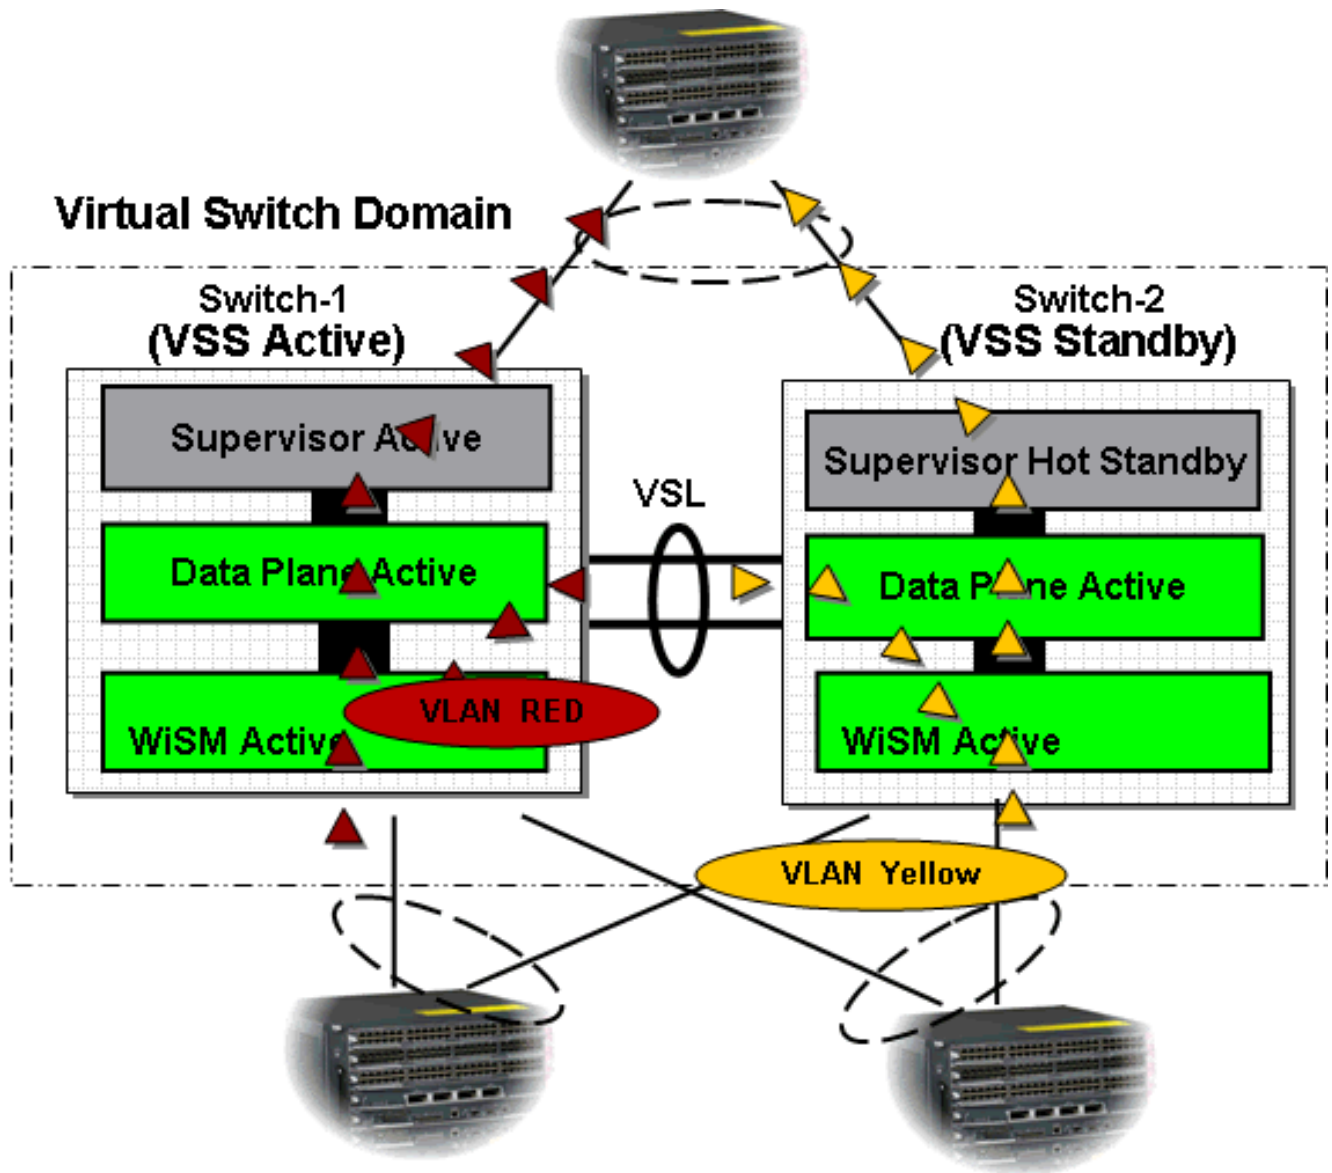 Virtual Switch Domain
Switch-1
(VSS Active)
Switch-2
(VSS Standby)
Supervisor Active
Supervisor Hot Standby
VSL
Data Plane Active
Data Plane Active
VLAN RED
WiSM Active
WiSM Active
VLAN Yellow